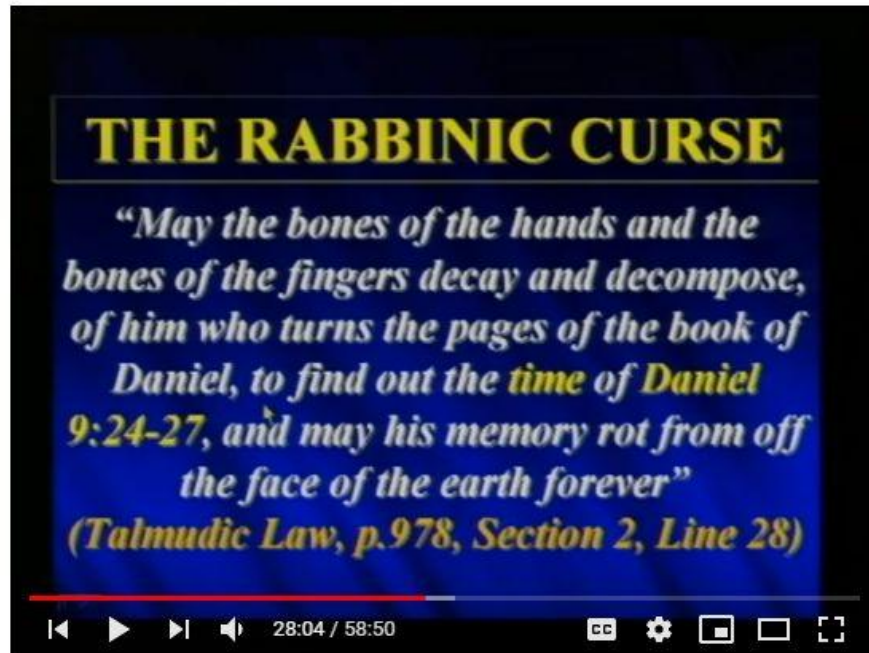 THE RABBINIC CURSE
“May the bones of the hands and the
bones of the fingers decay and decompose,
of him who turns the pages of the book of
Daniel, to find out the time of Daniel
9:24-27, and may his memory rot from off
the face of the earth forever”
(Talmudic Law, p.978, Section 2, Line 28)
28:04 / 58:50
CC